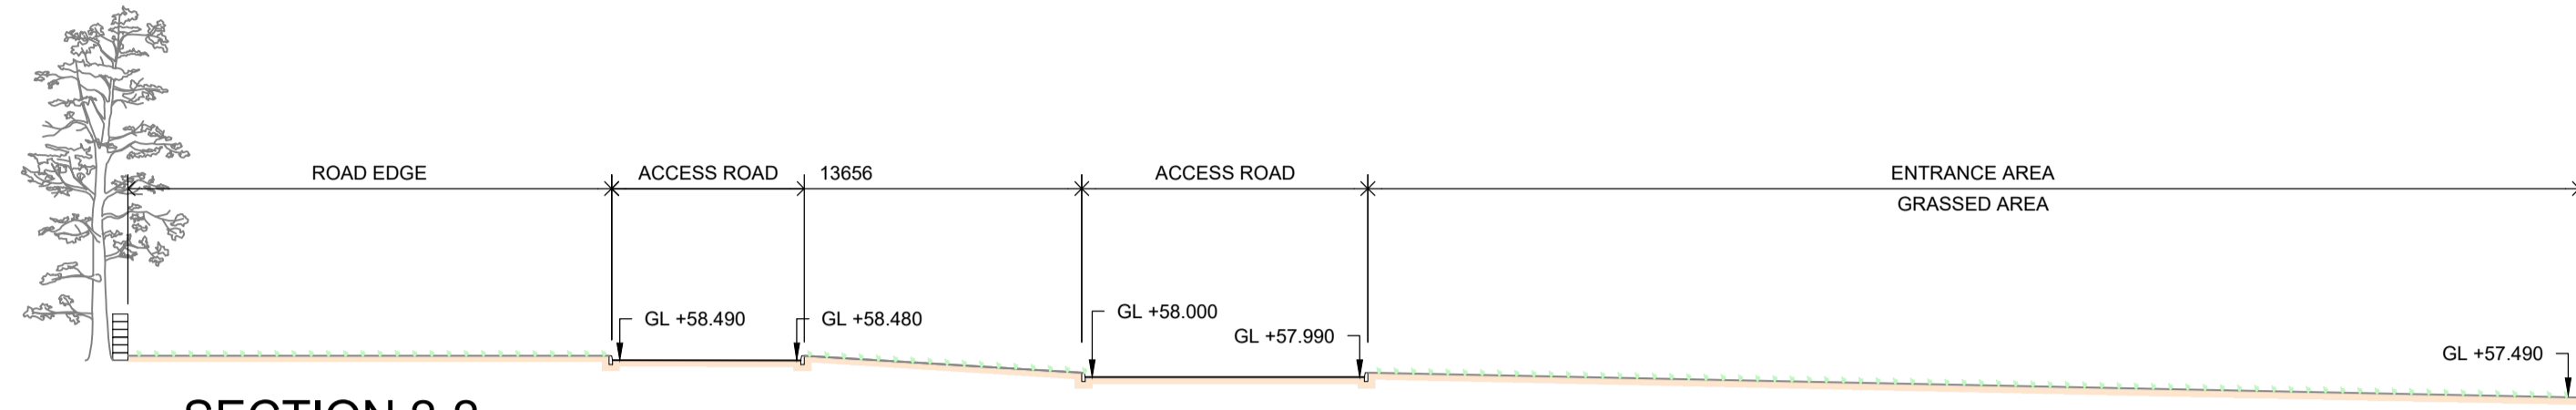 ROAD EDGE
ACCESS ROAD
13656
ACCESS ROAD
ENTRANCE AREA
GRASSED AREA
GL +58.490
GL +58.480
GL +58.000
GL +57.990
GL +57.490
SECTION